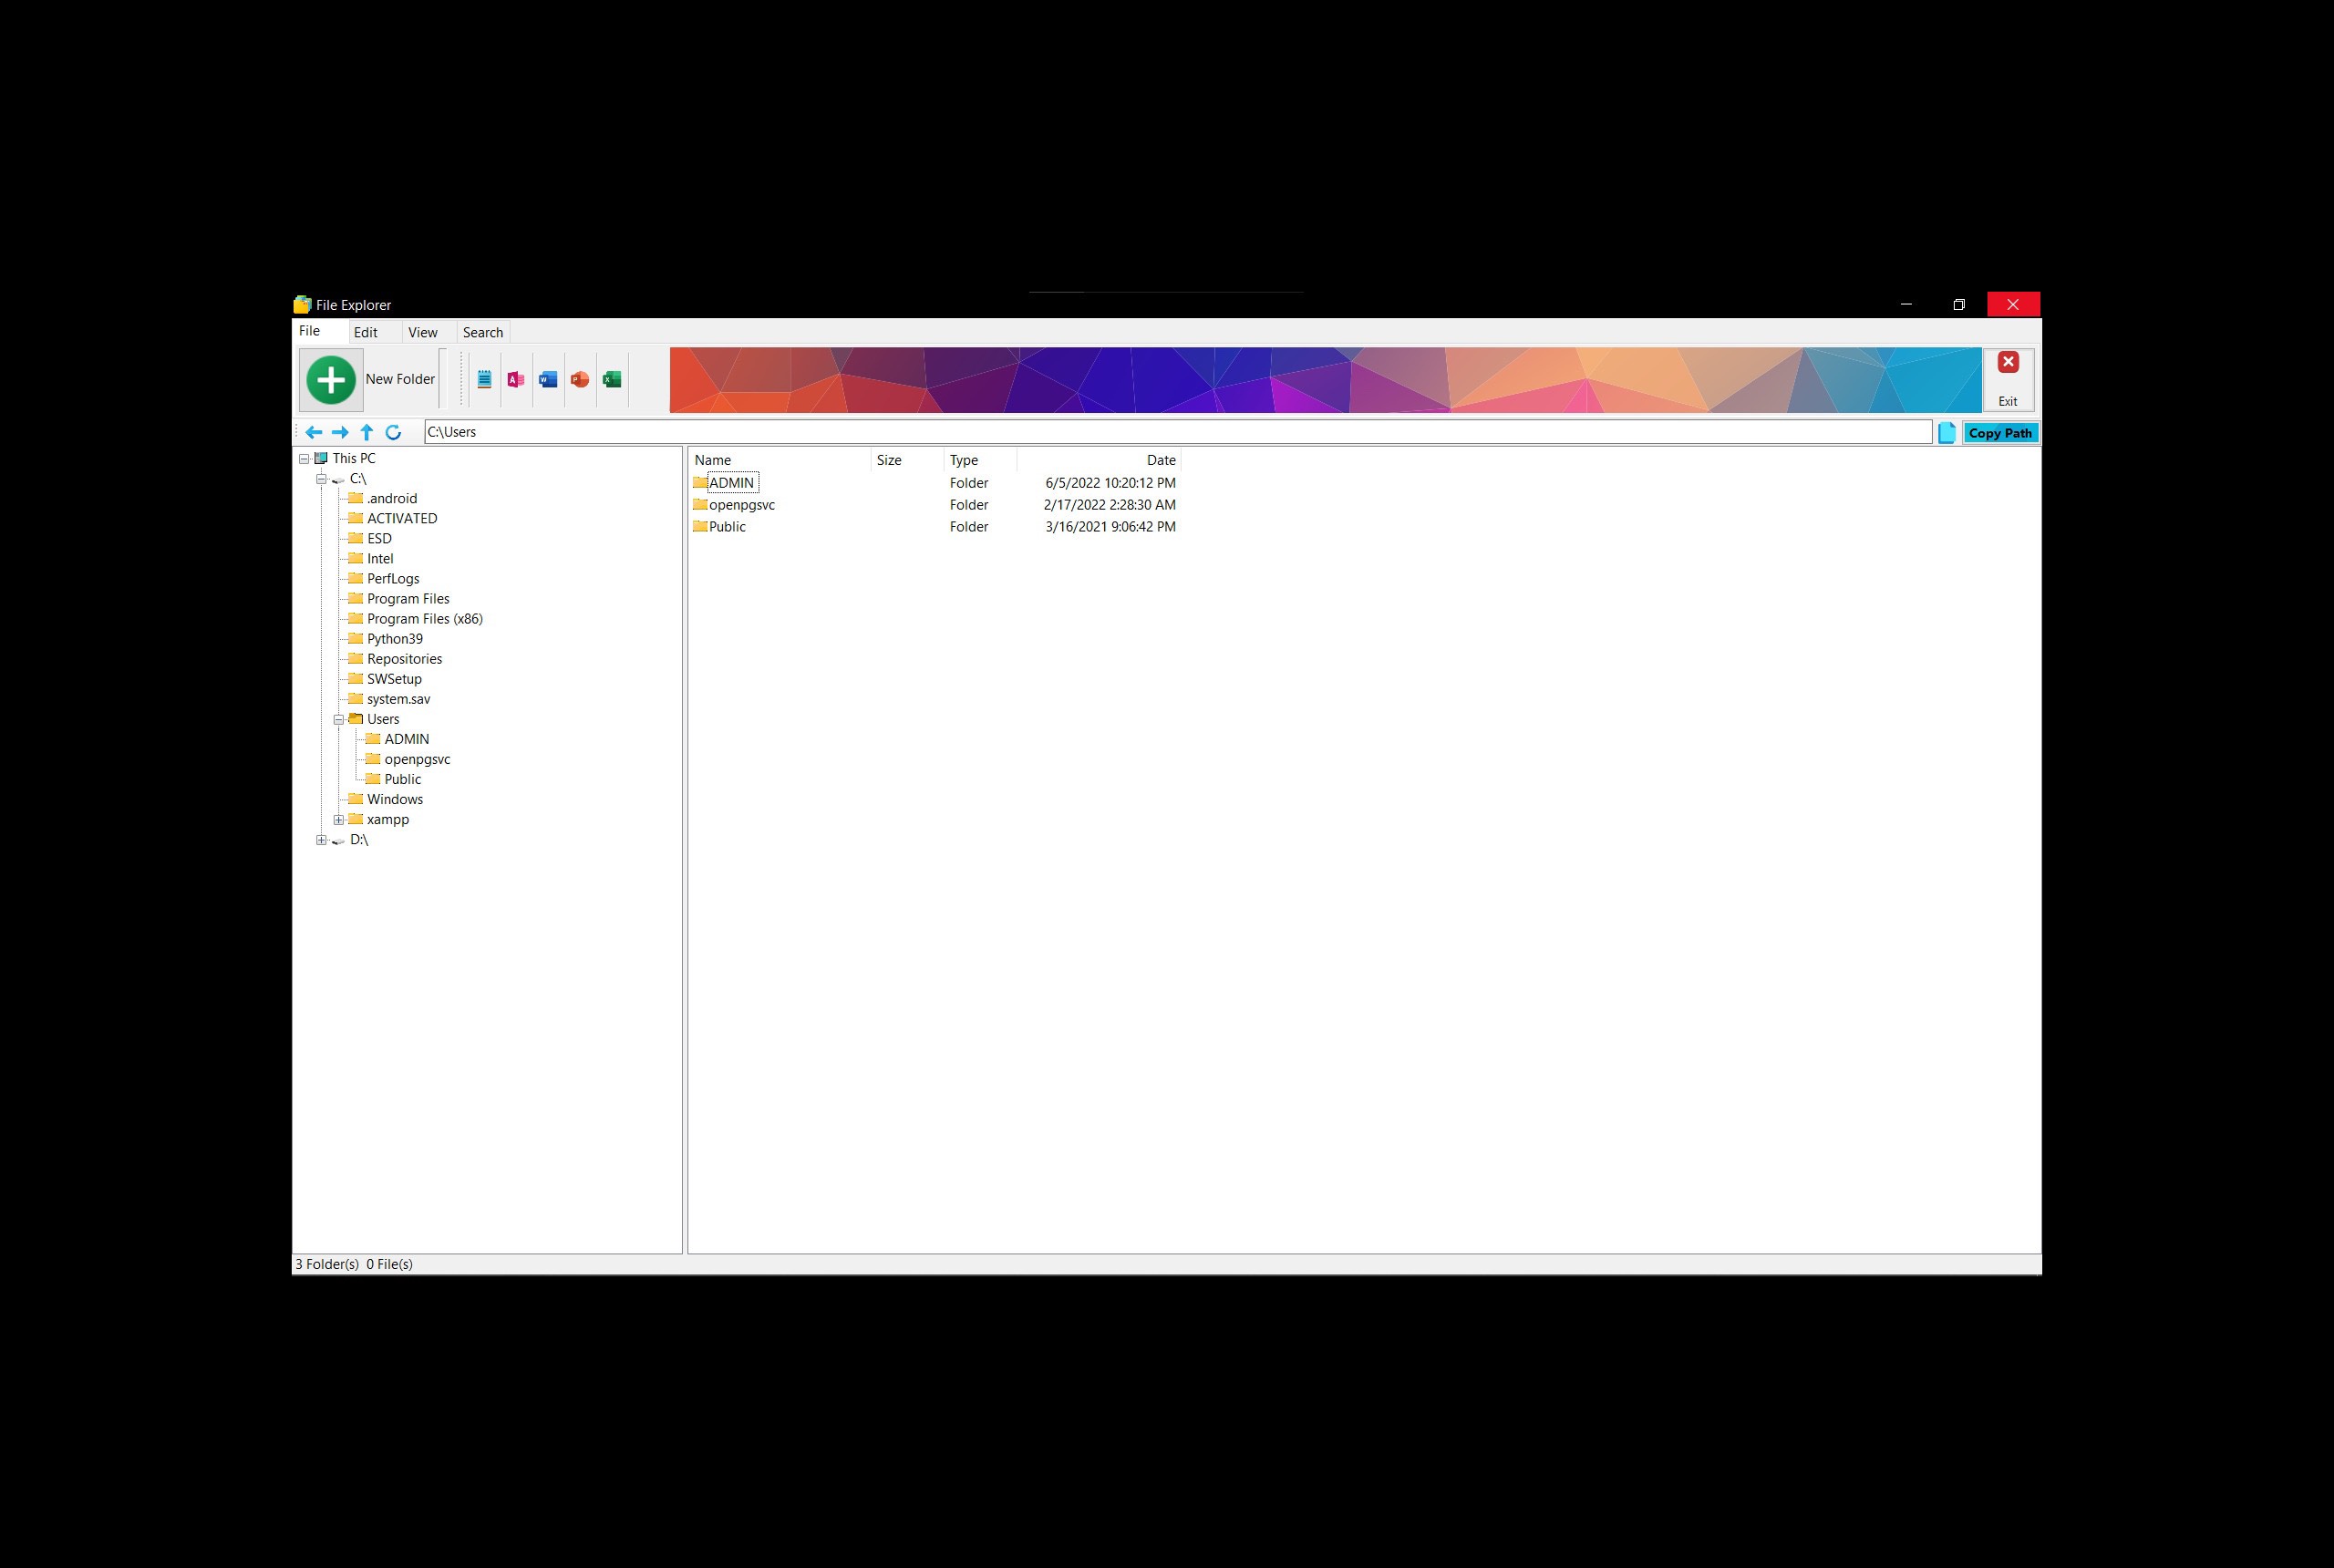 File Explorer
File Edit View Search
New Folder
Exit
C:\Users
Copy Path
This PC
C:\
.android
ACTIVATED
ESD
Intel
PerfLogs
Program Files
Program Files (x86)
Python39
Repositories
SWSetup
system.sav
Users
ADMIN
openpgsvc
Public
Windows
xampp
D:\
Name Size Type Date
ADMIN Folder 6/5/2022 10:20:12 PM
openpgsvc Folder 2/17/2022 2:28:30 AM
Public Folder 3/16/2021 9:06:42 PM
3 Folder(s) 0 File(s)